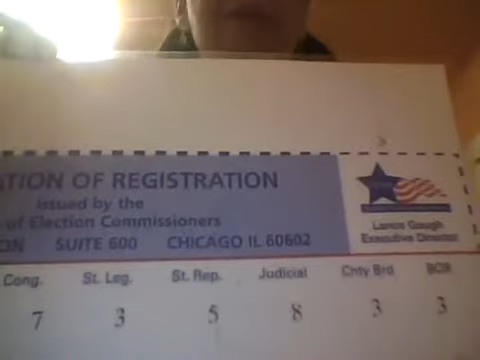 TION OF REGISTRATION
issued by the
of Election Commissioners
ON SUITE 600 CHICAGO IL 60602
Lance Gough
Executive Director
Cong. St. Leg. St. Rep. Judicial Cnty Brd BOR
7 3 5 8 3 3